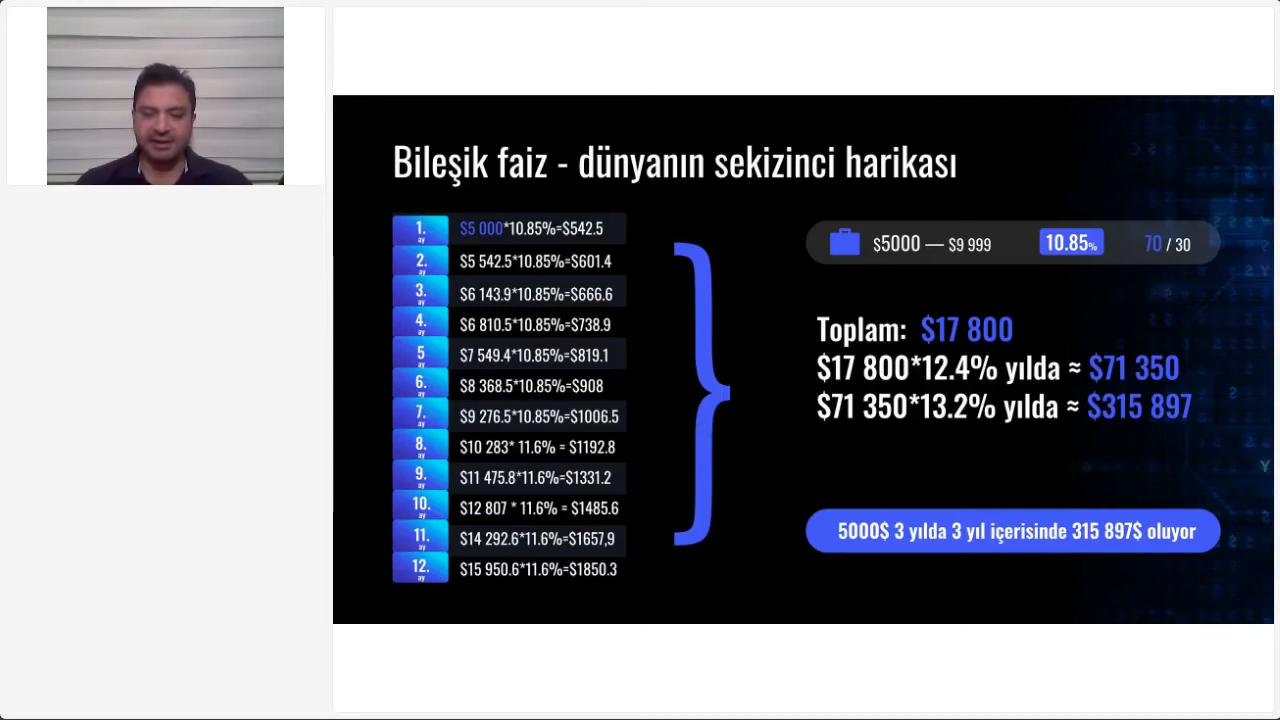 Bileşik faiz - dünyanın sekizinci harikası
1. ay $5 000*10.85%=$542.5
2. ay $5 542.5*10.85%=$601.4
3. ay $6 143.9*10.85%=$666.6
4. ay $6 810.5*10.85%=$738.9
5 ay $7 549.4*10.85%=$819.1
6. ay $8 368.5*10.85%=$908
7. ay $9 276.5*10.85%=$1006.5
8. ay $10 283* 11.6% = $1192.8
9. ay $11 475.8*11.6%=$1331.2
10. ay $12 807 * 11.6% = $1485.6
11. ay $14 292.6*11.6%=$1657,9
12. ay $15 950.6*11.6%=$1850.3
$5000 — $9 999 10.85% 70 / 30
Toplam: $17 800
$17 800*12.4% yılda ≈ $71 350
$71 350*13.2% yılda ≈ $315 897
5000$ 3 yılda 3 yıl içerisinde 315 897$ oluyor